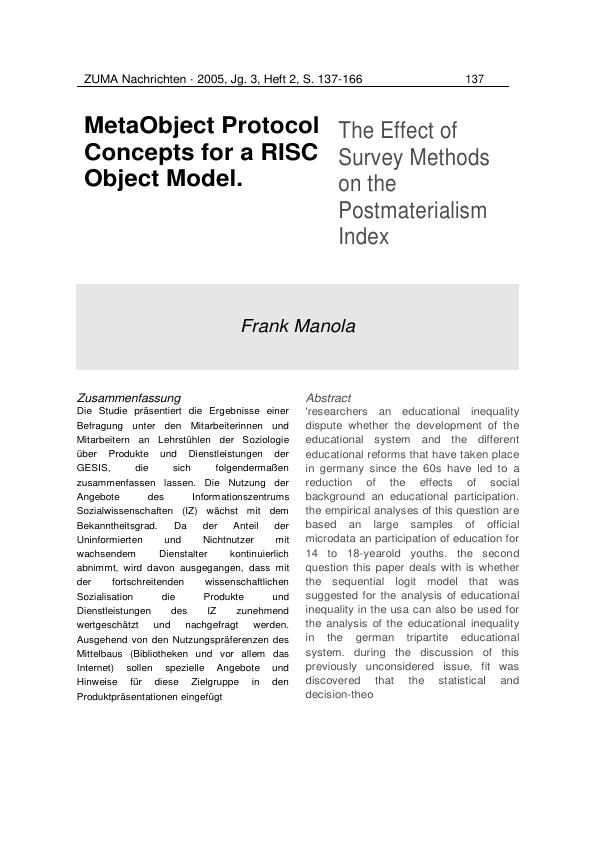 ZUMA Nachrichten · 2005, Jg. 3, Heft 2, S. 137-166 137
MetaObject Protocol
Concepts for a RISC
Object Model.
The Effect of
Survey Methods
on the
Postmaterialism
Index
Frank Manola
Zusammenfassung
Die Studie präsentiert die Ergebnisse einer
Befragung unter den Mitarbeiterinnen und
Mitarbeitern an Lehrstühlen der Soziologie
über Produkte und Dienstleistungen der
GESIS, die sich folgendermaßen
zusammenfassen lassen. Die Nutzung der
Angebote des Informationszentrums
Sozialwissenschaften (IZ) wächst mit dem
Bekanntheitsgrad. Da der Anteil der
Uninformierten und Nichtnutzer mit
wachsendem Dienstalter kontinuierlich
abnimmt, wird davon ausgegangen, dass mit
der fortschreitenden wissenschaftlichen
Sozialisation die Produkte und
Dienstleistungen des IZ zunehmend
wertgeschätzt und nachgefragt werden.
Ausgehend von den Nutzungspräferenzen des
Mittelbaus (Bibliotheken und vor allem das
Internet) sollen spezielle Angebote und
Hinweise für diese Zielgruppe in den
Produktpräsentationen eingefügt
Abstract
'researchers an educational inequality
dispute whether the development of the
educational system and the different
educational reforms that have taken place
in germany since the 60s have led to a
reduction of the effects of social
background an educational participation.
the empirical analyses of this question are
based an large samples of official
microdata an participation of education for
14 to 18-yearold youths. the second
question this paper deals with is whether
the sequential logit model that was
suggested for the analysis of educational
inequality in the usa can also be used for
the analysis of the educational inequality
in the german tripartite educational
system. during the discussion of this
previously unconsidered issue, fit was
discovered that the statistical and
decision-theo